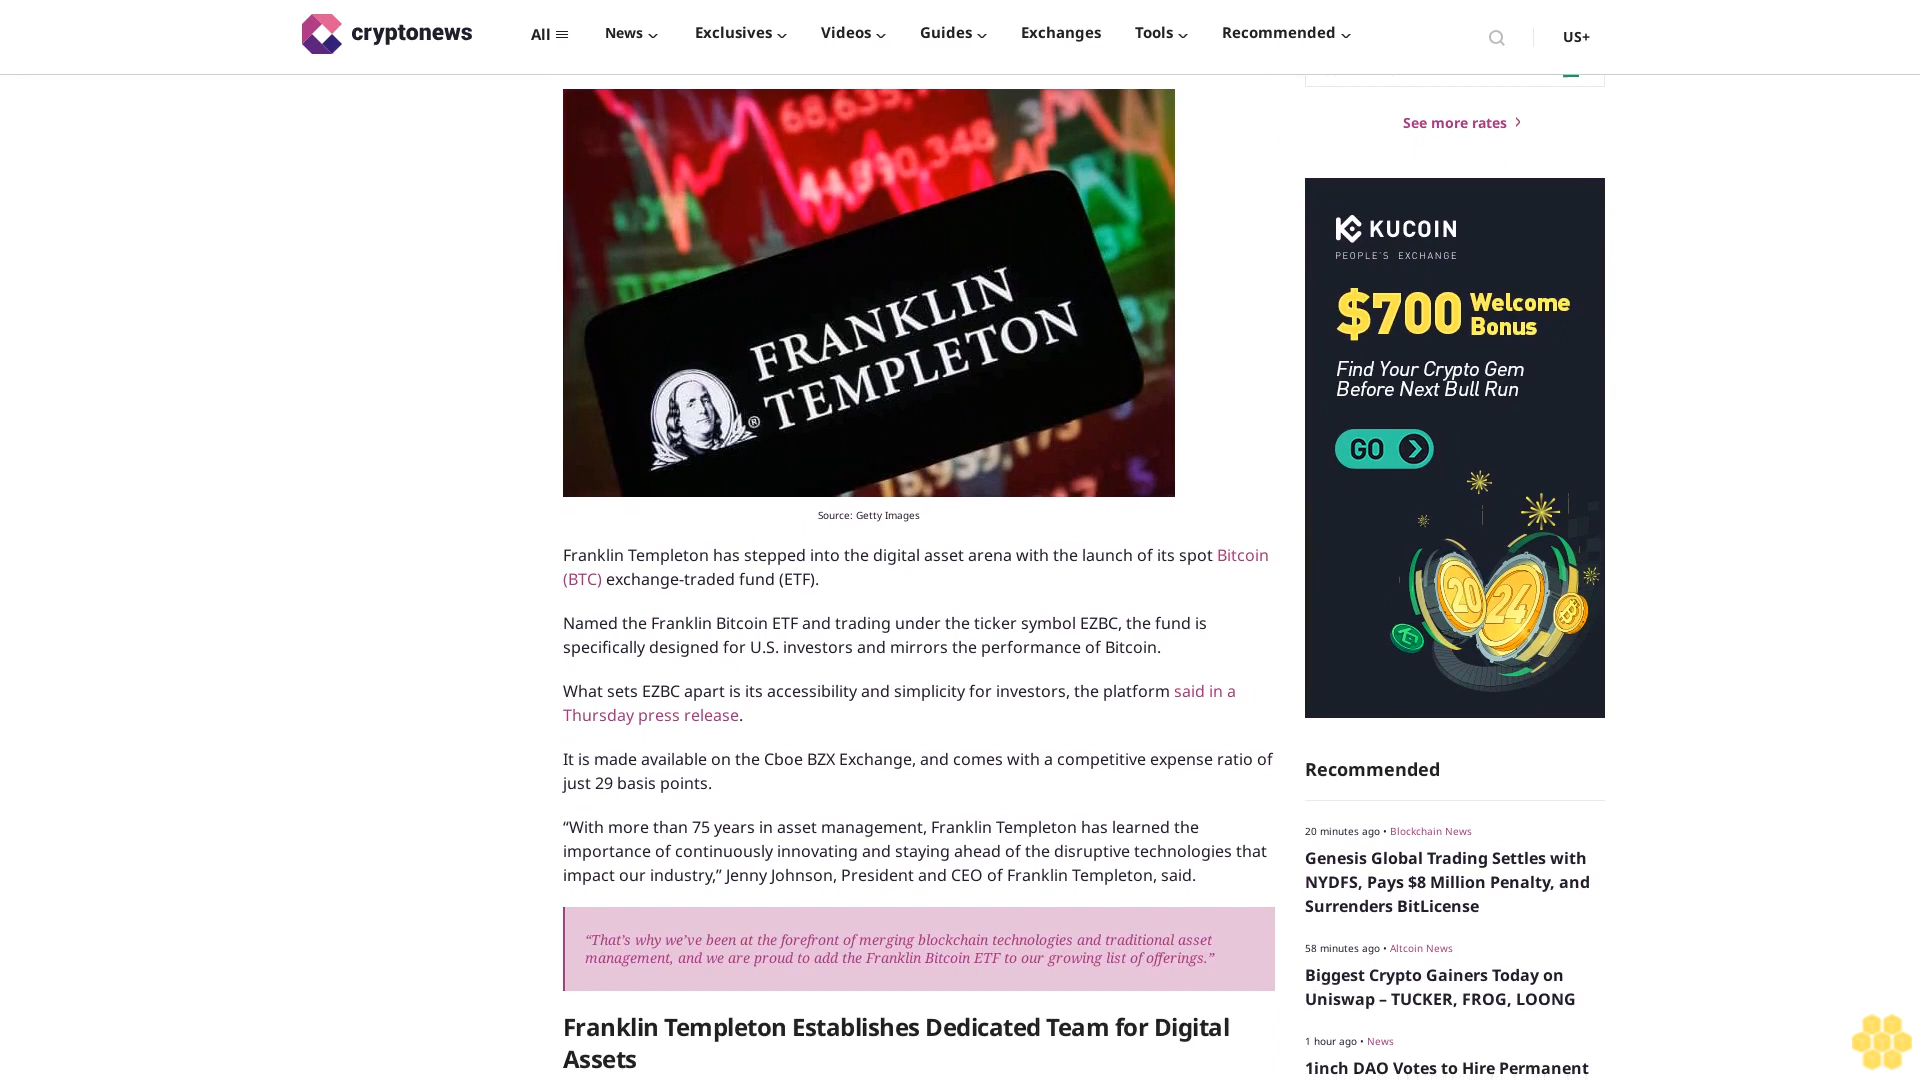 cryptonews
All
News
Exclusives
Videos
Guides
Exchanges
Tools
Recommended
US+
68,635,
44,890,348
FRANKLIN
TEMPLETON
®
Source: Getty Images
Franklin Templeton has stepped into the digital asset arena with the launch of its spot Bitcoin
(BTC) exchange-traded fund (ETF).
Named the Franklin Bitcoin ETF and trading under the ticker symbol EZBC, the fund is
specifically designed for U.S. investors and mirrors the performance of Bitcoin.
What sets EZBC apart is its accessibility and simplicity for investors, the platform said in a
Thursday press release.
It is made available on the Cboe BZX Exchange, and comes with a competitive expense ratio of
just 29 basis points.
“With more than 75 years in asset management, Franklin Templeton has learned the
importance of continuously innovating and staying ahead of the disruptive technologies that
impact our industry,” Jenny Johnson, President and CEO of Franklin Templeton, said.
“That’s why we’ve been at the forefront of merging blockchain technologies and traditional asset
management, and we are proud to add the Franklin Bitcoin ETF to our growing list of offerings.”
Franklin Templeton Establishes Dedicated Team for Digital
Assets
See more rates
KUCOIN
PEOPLE'S EXCHANGE
$700 Welcome
Bonus
Find Your Crypto Gem
Before Next Bull Run
GO
20 24
Recommended
20 minutes ago • Blockchain News
Genesis Global Trading Settles with
NYDFS, Pays $8 Million Penalty, and
Surrenders BitLicense
58 minutes ago • Altcoin News
Biggest Crypto Gainers Today on
Uniswap – TUCKER, FROG, LOONG
1 hour ago • News
1inch DAO Votes to Hire Permanent